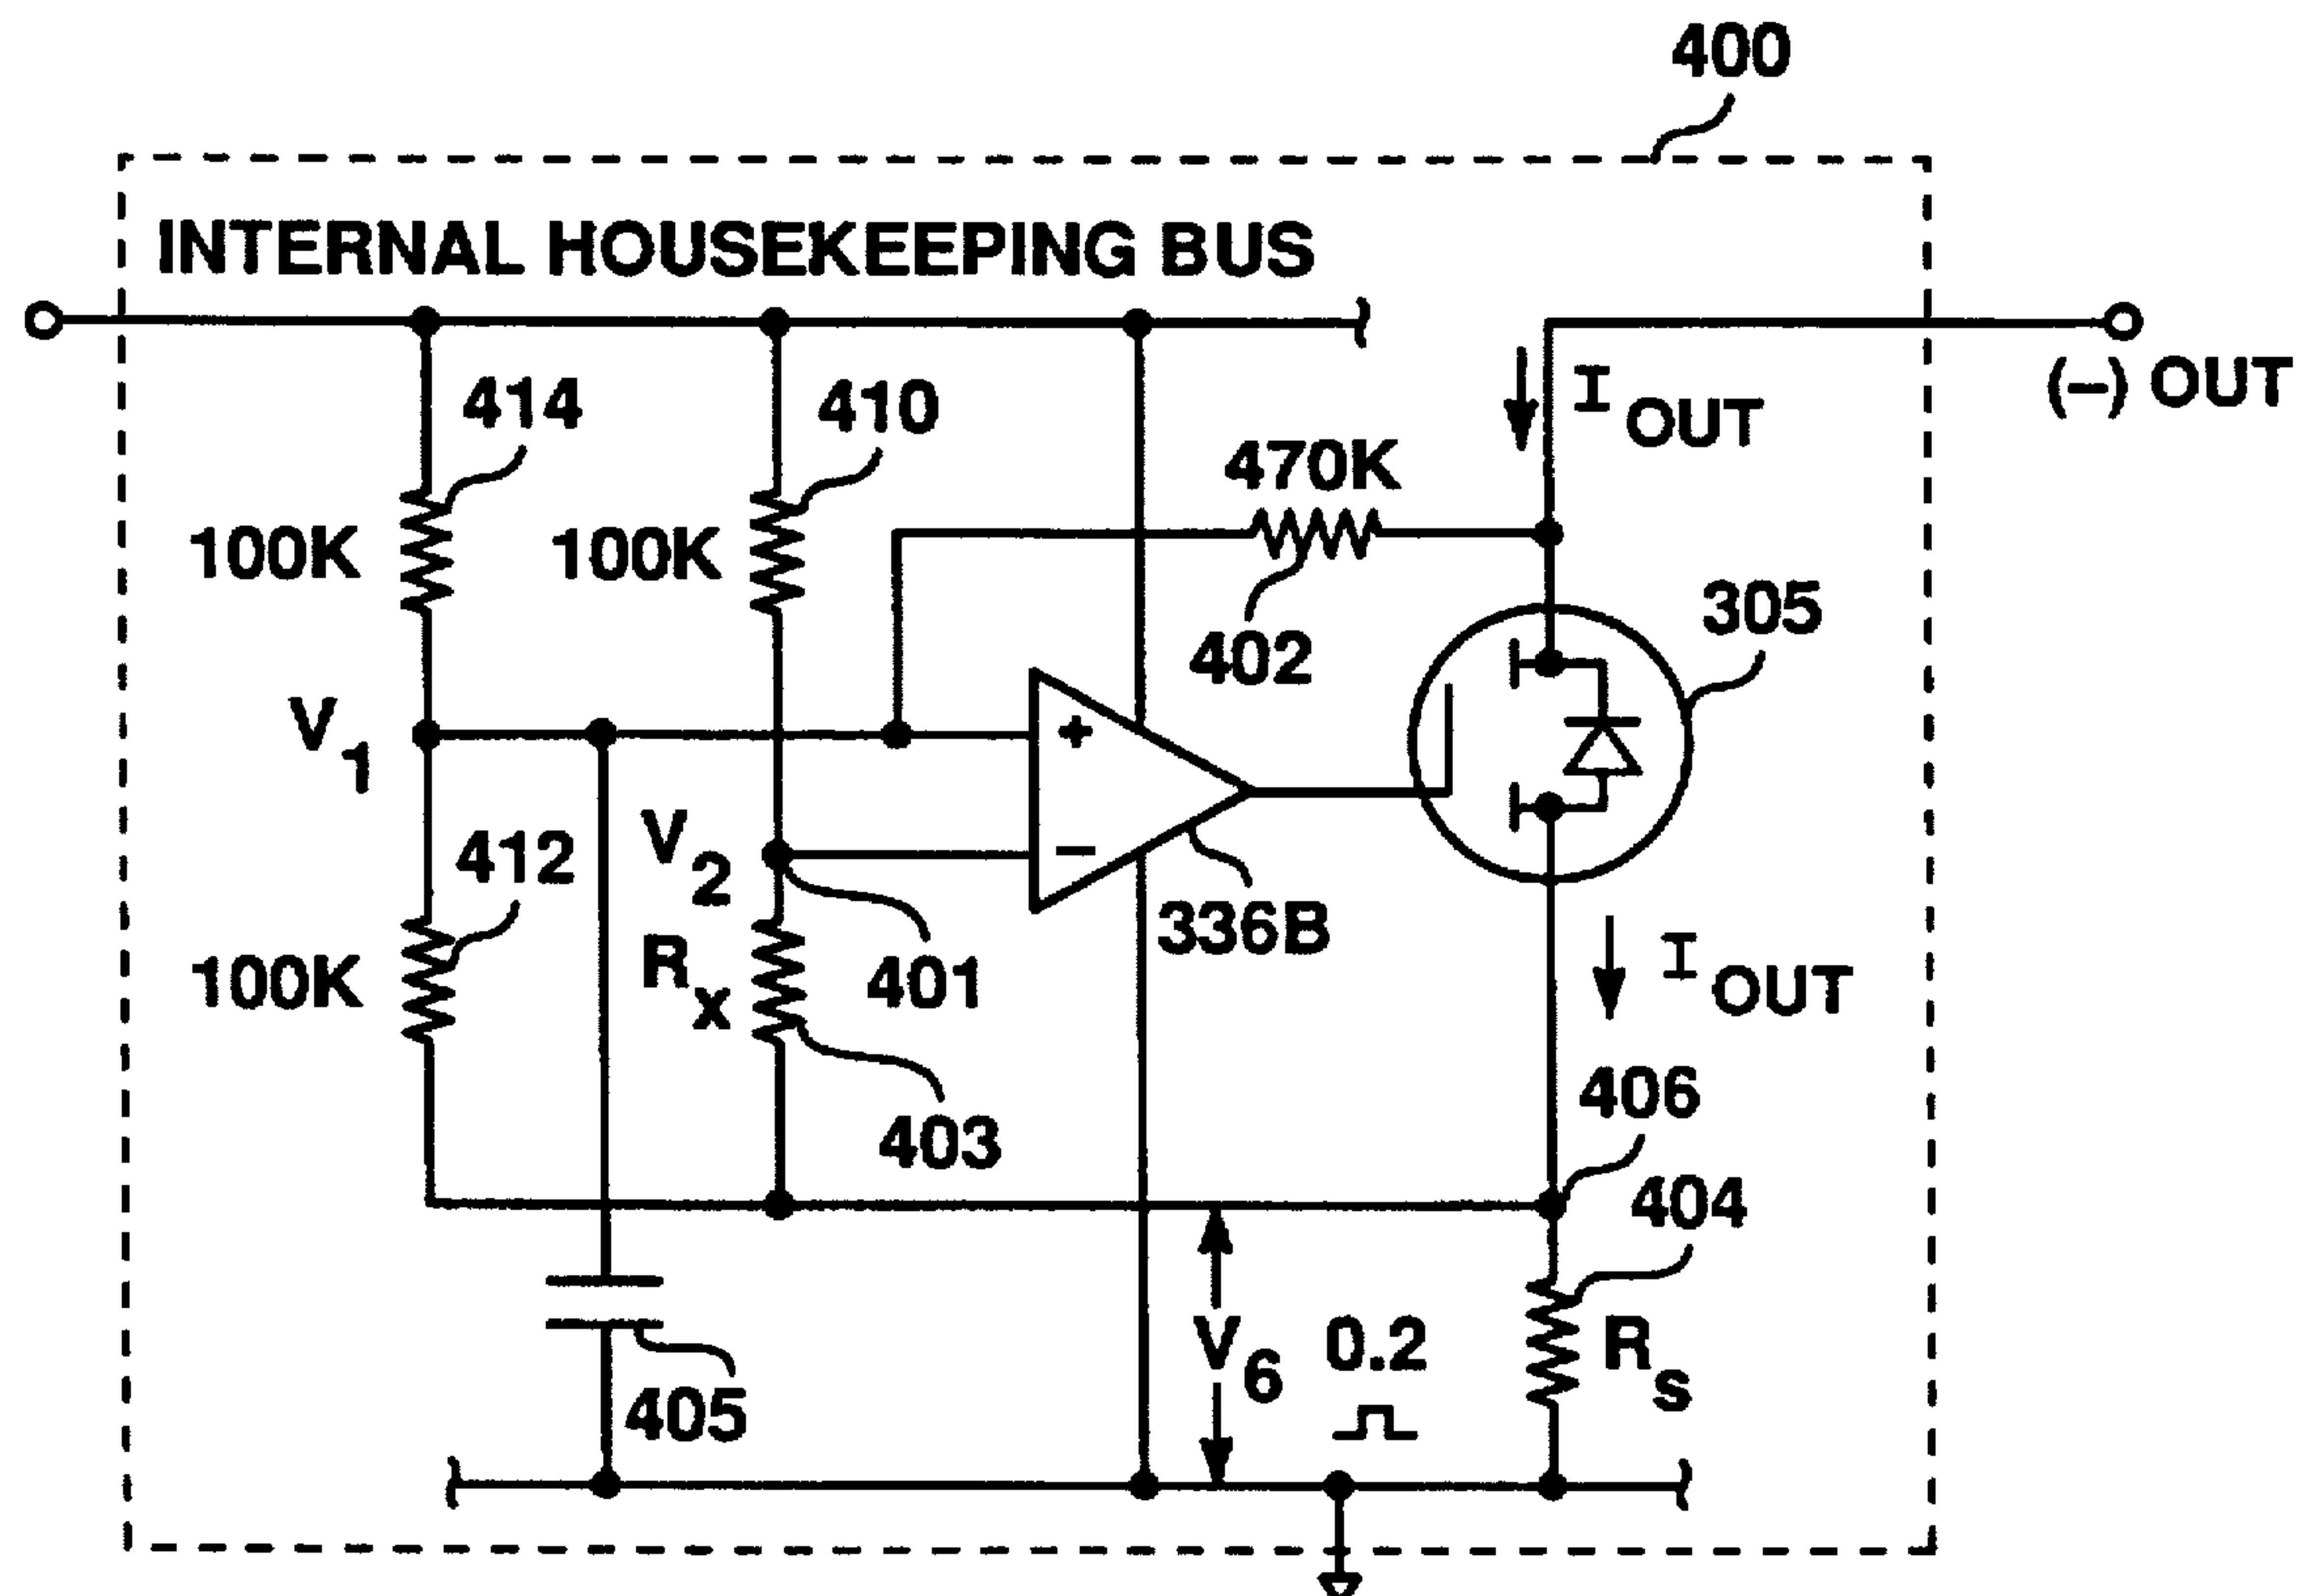 400
INTERNAL HOUSEKEEPING BUS
414
410
I OUT
(–) OUT
470K
100K
100K
402
305
V1
+
412
V2
–
336B
100K
Rx
401
I OUT
403
406
404
V6
0.2
Rs
405